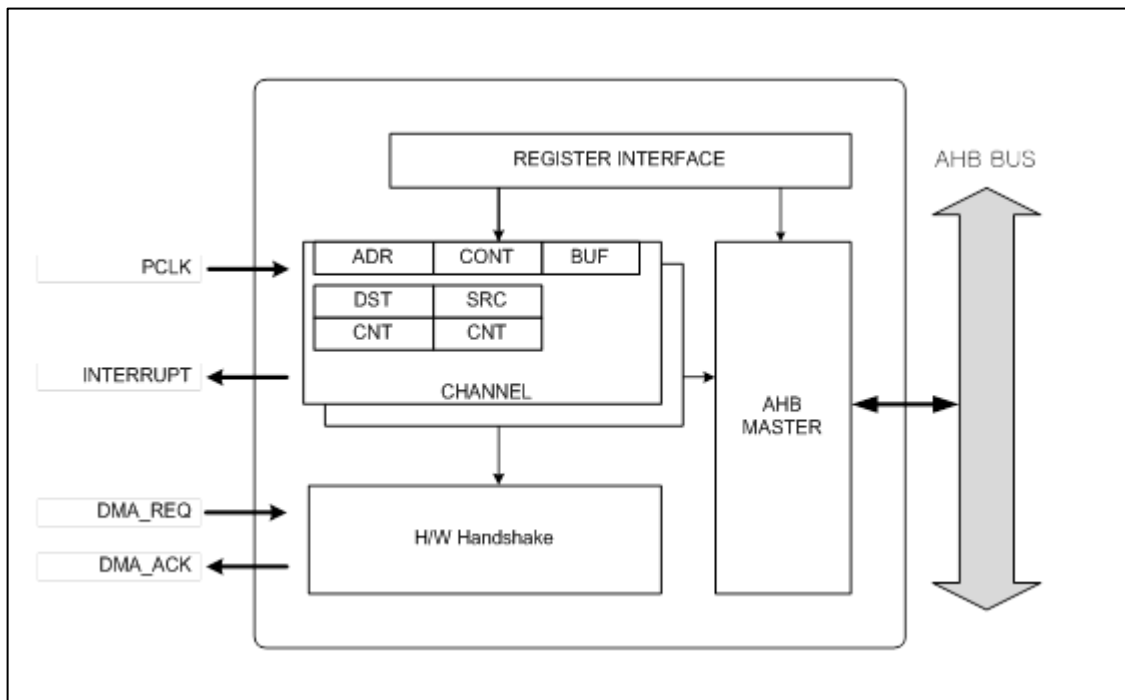 REGISTER INTERFACE
AHB BUS
PCLK
ADR CONT BUF
DST SRC
CNT CNT
INTERRUPT
CHANNEL
AHB
MASTER
DMA_REQ
H/W Handshake
DMA_ACK